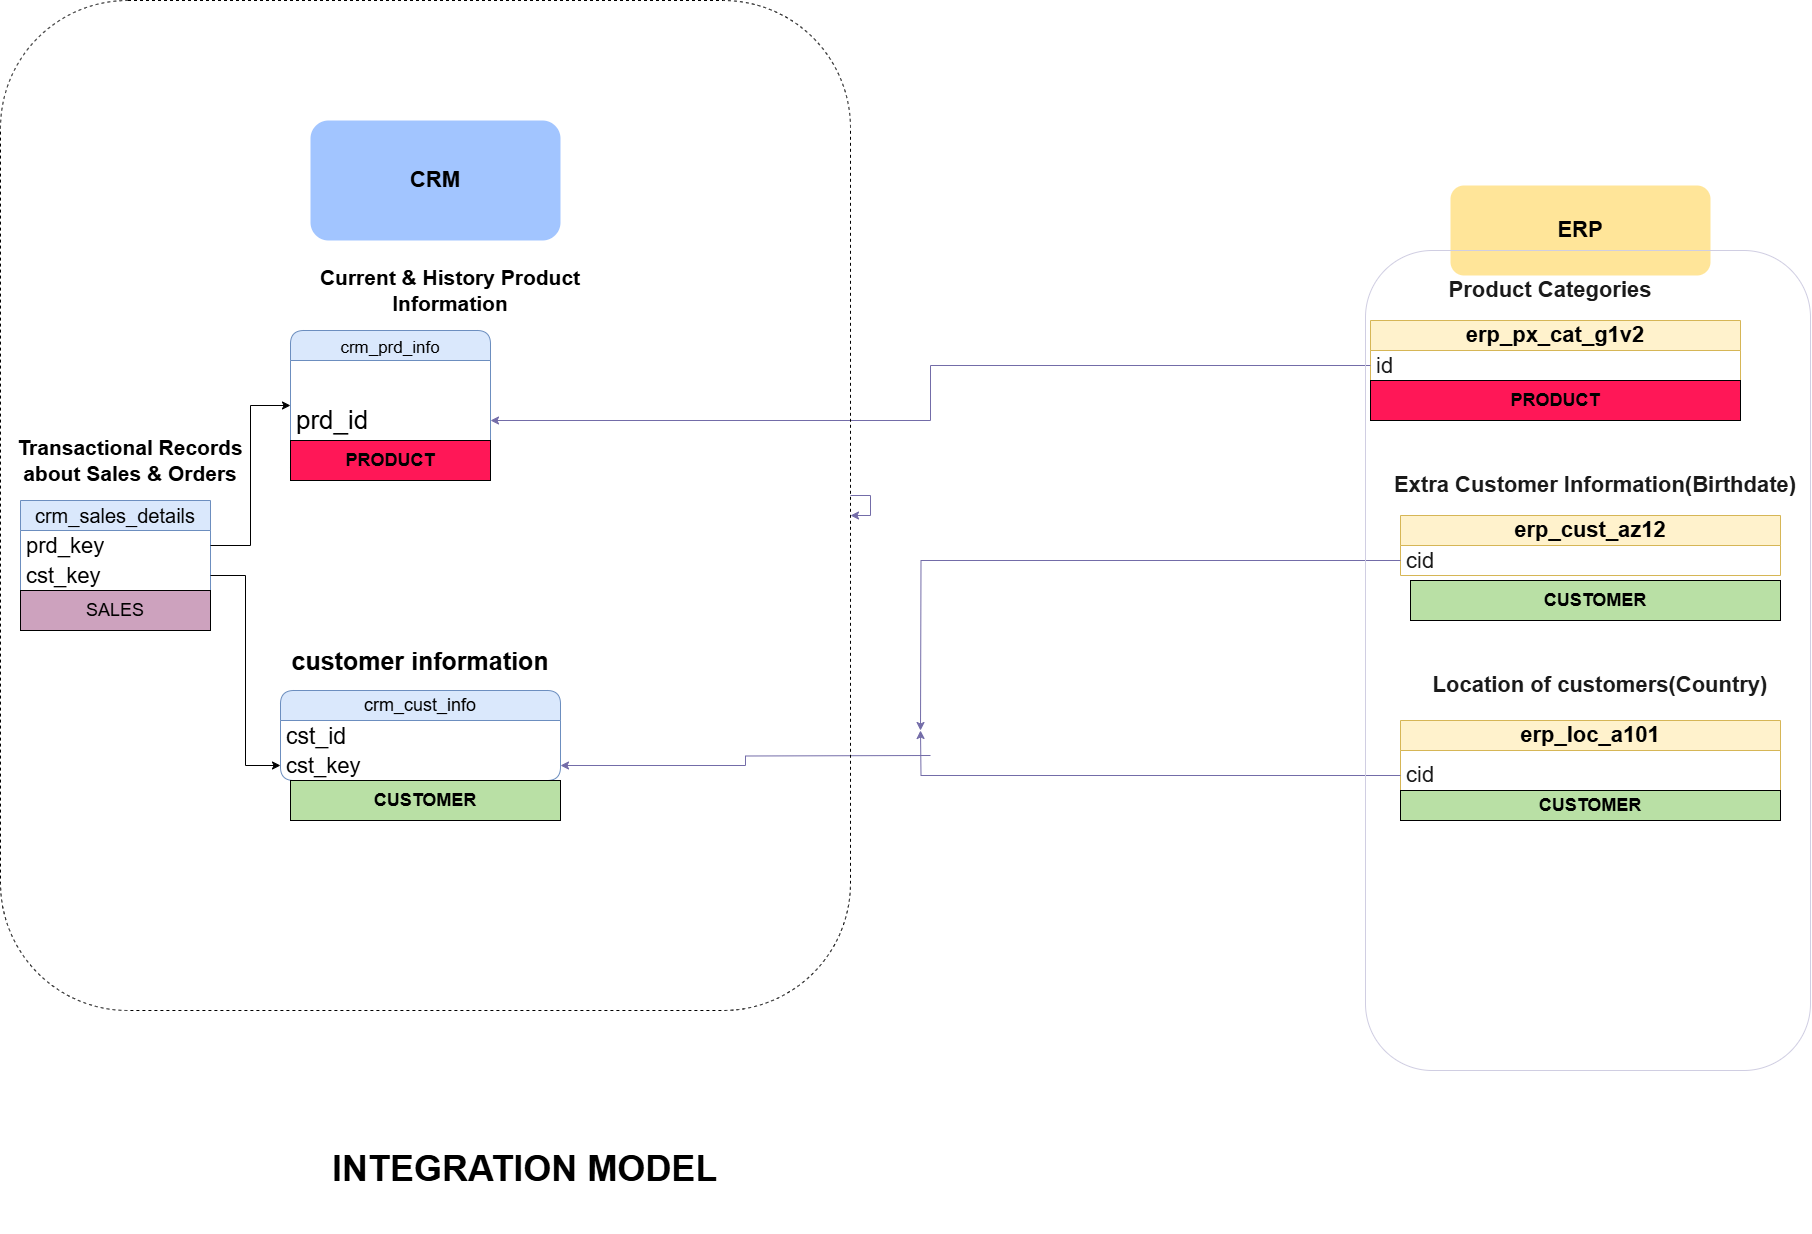 CRM
Current & History Product
Information
crm_prd_info
prd_id
PRODUCT
Transactional Records
about Sales & Orders
crm_sales_details
prd_key
cst_key
SALES
customer information
crm_cust_info
cst_id
cst_key
CUSTOMER
ERP
Product Categories
erp_px_cat_g1v2
id
PRODUCT
Extra Customer Information(Birthdate)
erp_cust_az12
cid
CUSTOMER
Location of customers(Country)
erp_loc_a101
cid
CUSTOMER
INTEGRATION MODEL